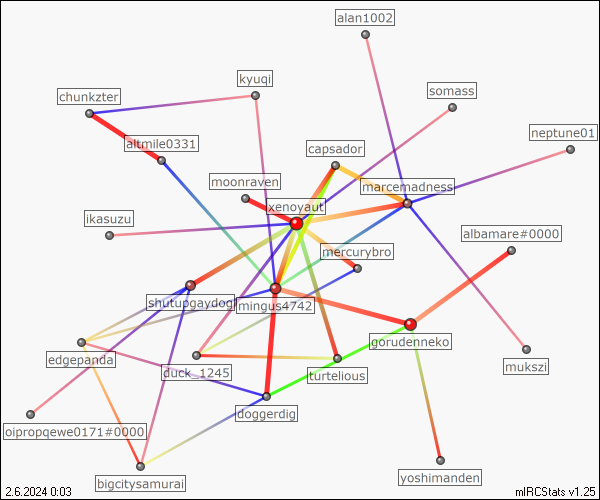 alan1002
kyuqi
somass
chunkzter
neptune01
altmile0331
capsador
moonraven
marcemadness
xenoyaut
ikasuzu
albamare#0000
mercurybro
shutupgaydog
mingus4742
gorudenneko
edgepanda
duck_1245
mukszi
turtelious
doggerdig
oipropqewe0171#0000
bigcitysamurai
yoshimanden
2.6.2024 0:03
mIRCStats v1.25